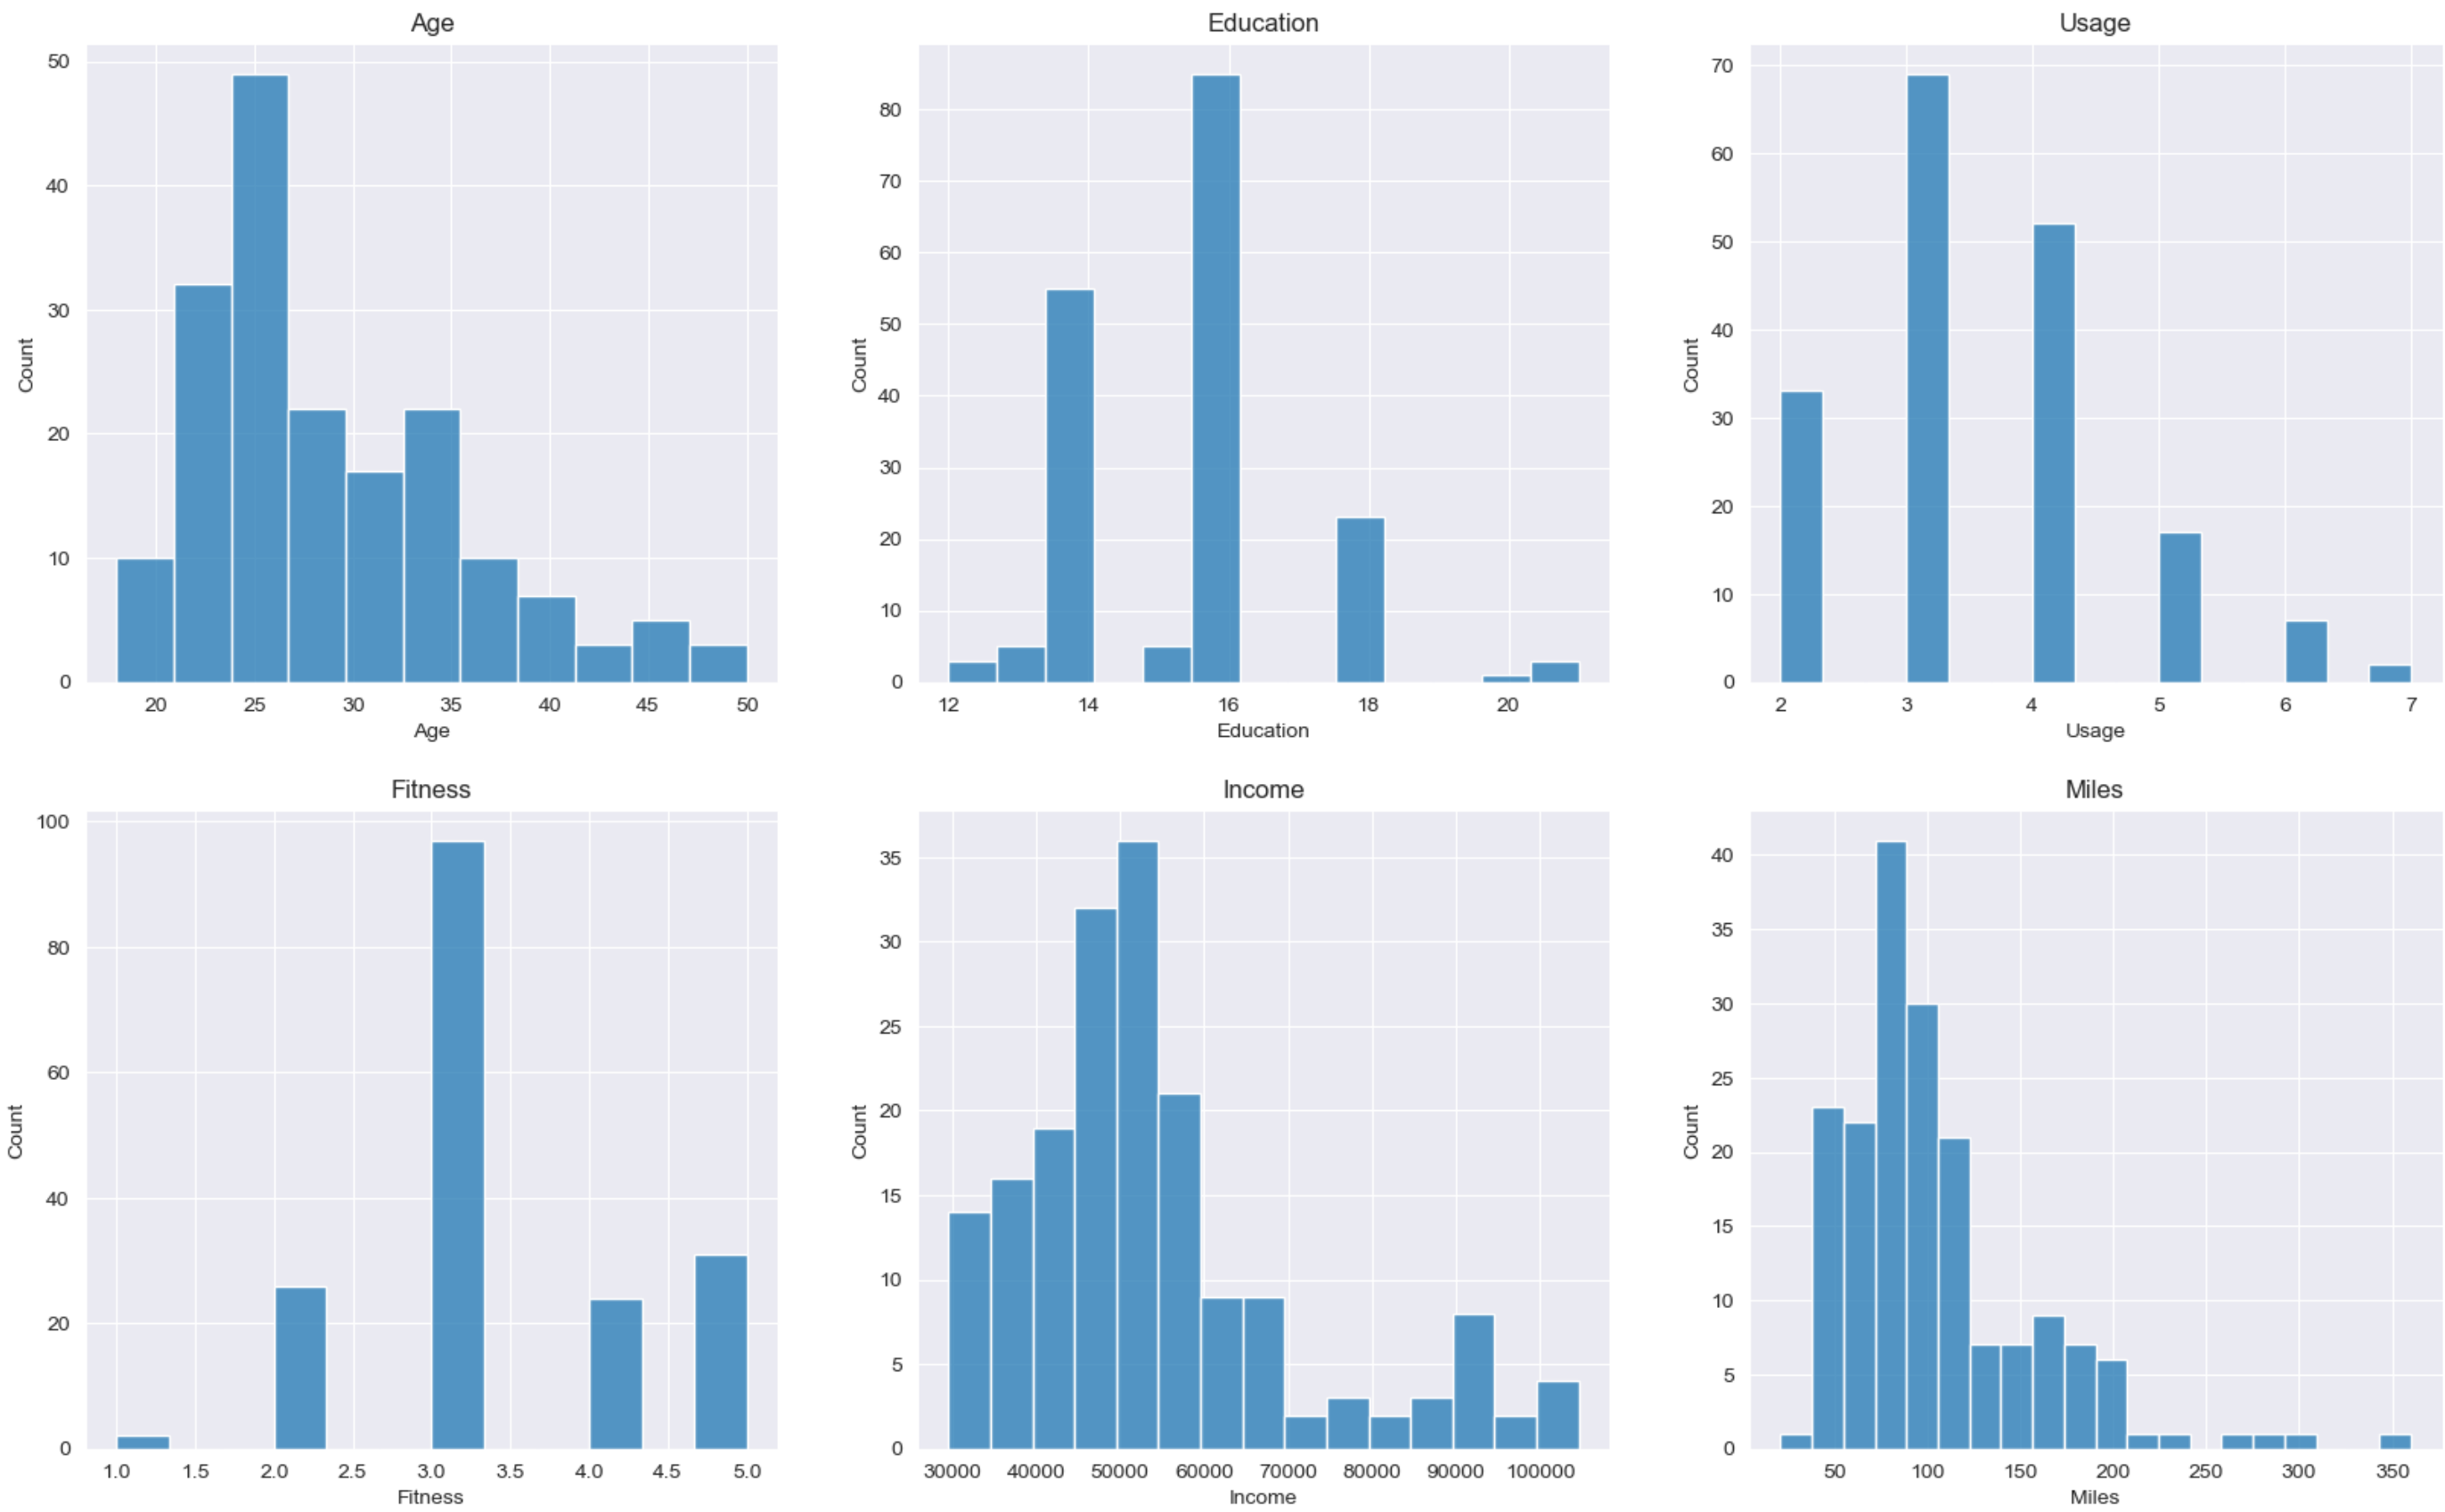 Age
Education
Usage
50
40
30
20
10
0
Count
20 25 30 35 40 45 50
Age
80
70
60
50
40
30
20
10
0
Count
12 14 16 18 20
Education
70
60
50
40
30
20
10
0
Count
2 3 4 5 6 7
Usage
Fitness
Income
Miles
100
80
60
40
20
0
Count
1.0 1.5 2.0 2.5 3.0 3.5 4.0 4.5 5.0
Fitness
35
30
25
20
15
10
5
0
Count
30000 40000 50000 60000 70000 80000 90000 100000
Income
40
35
30
25
20
15
10
5
0
Count
50 100 150 200 250 300 350
Miles